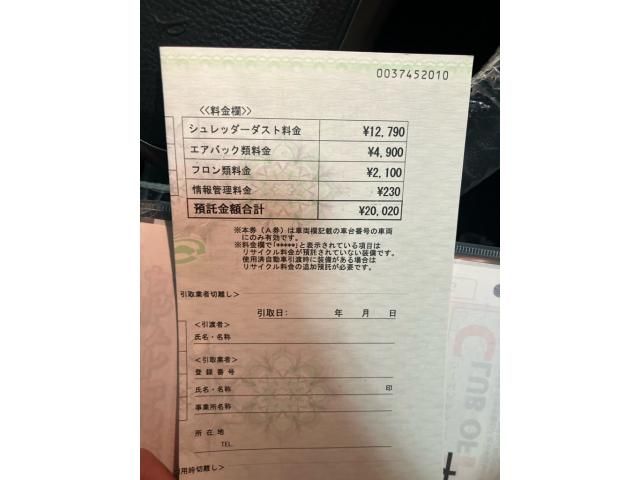 0037452010
≪料金欄≫
シュレッダーダスト料金 ¥12,790
エアバック類料金 ¥4,900
フロン類料金 ¥2,100
情報管理料金 ¥230
預託金額合計 ¥20,020
※本券（A券）は車両欄記載の車台番号の車両
にのみ有効です。
※料金欄で「*****」と表示されている項目は
リサイクル料金が預託されていない装備です。
使用済自動車引渡時に装備がある場合は
リサイクル料金の追加預託が必要です。
引取業者切離し＞
引取日： 年 月 日
＜引渡者＞
氏名・名称
＜引取業者＞
登録番号
氏名・名称 印
事業所名称
所在地
TEL.
用時切離し＞
CLUB OF